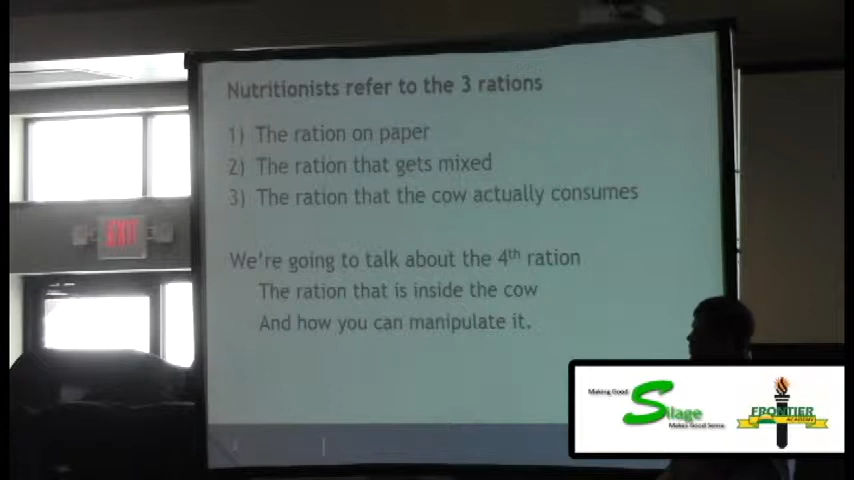 Nutritionists refer to the 3 rations
1) The ration on paper
2) The ration that gets mixed
3) The ration that the cow actually consumes
We're going to talk about the 4th ration
The ration that is inside the cow
And how you can manipulate it.
EXIT
Making Good
Silage
Makes Good Sense
FRONTIER
ACADEMY